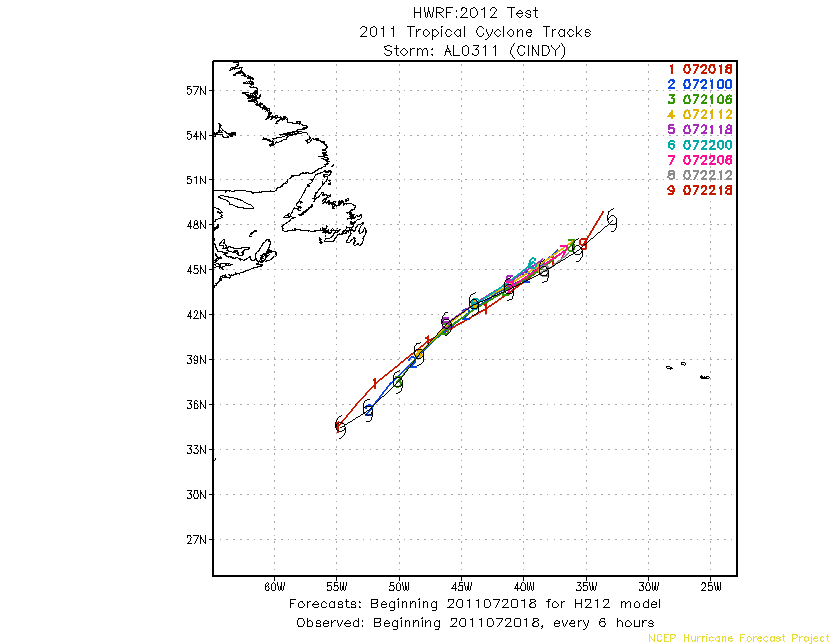 HWRF:2012 Test
2011 Tropical Cyclone Tracks
Storm: AL0311 (CINDY)
1 072018
2 072100
3 072106
4 072112
5 072118
6 072200
7 072206
8 072212
9 072218
57N
54N
51N
48N
45N
42N
39N
36N
33N
30N
27N
60W 55W 50W 45W 40W 35W 30W 25W
Forecasts: Beginning 2011072018 for H212 model
Observed: Beginning 2011072018, every 6 hours
NCEP Hurricane Forecast Project